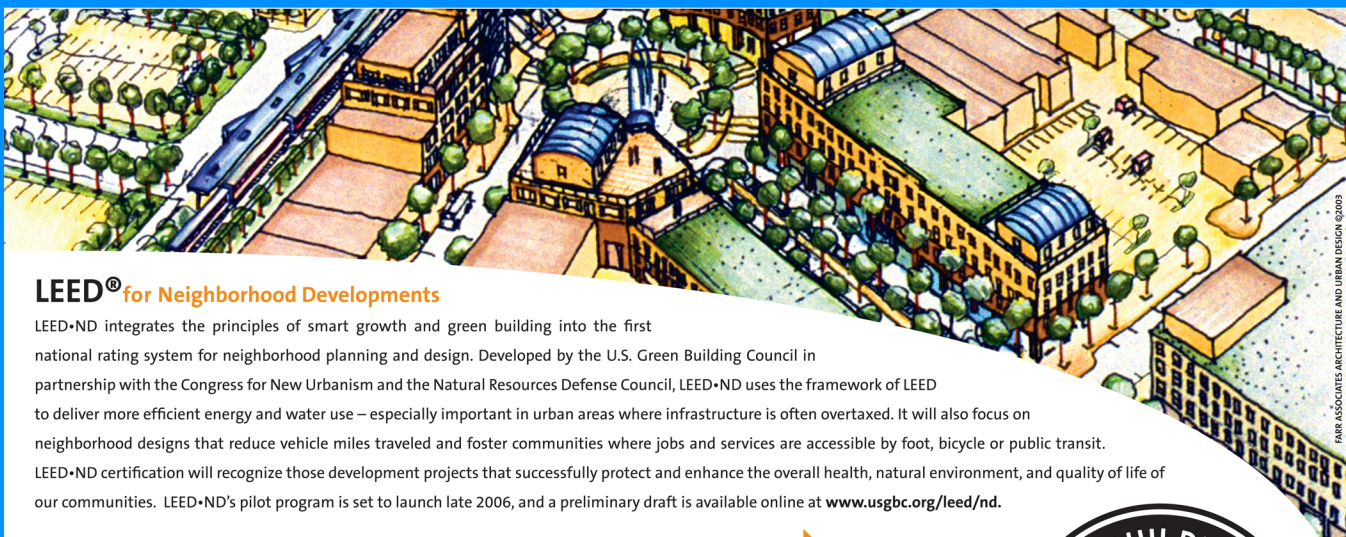 LEED® for Neighborhood Developments
LEED•ND integrates the principles of smart growth and green building into the first
national rating system for neighborhood planning and design. Developed by the U.S. Green Building Council in
partnership with the Congress for New Urbanism and the Natural Resources Defense Council, LEED•ND uses the framework of LEED
to deliver more efficient energy and water use – especially important in urban areas where infrastructure is often overtaxed. It will also focus on
neighborhood designs that reduce vehicle miles traveled and foster communities where jobs and services are accessible by foot, bicycle or public transit.
LEED•ND certification will recognize those development projects that successfully protect and enhance the overall health, natural environment, and quality of life of
our communities. LEED•ND's pilot program is set to launch late 2006, and a preliminary draft is available online at www.usgbc.org/leed/nd.
FARR ASSOCIATES ARCHITECTURE AND URBAN DESIGN ©2003